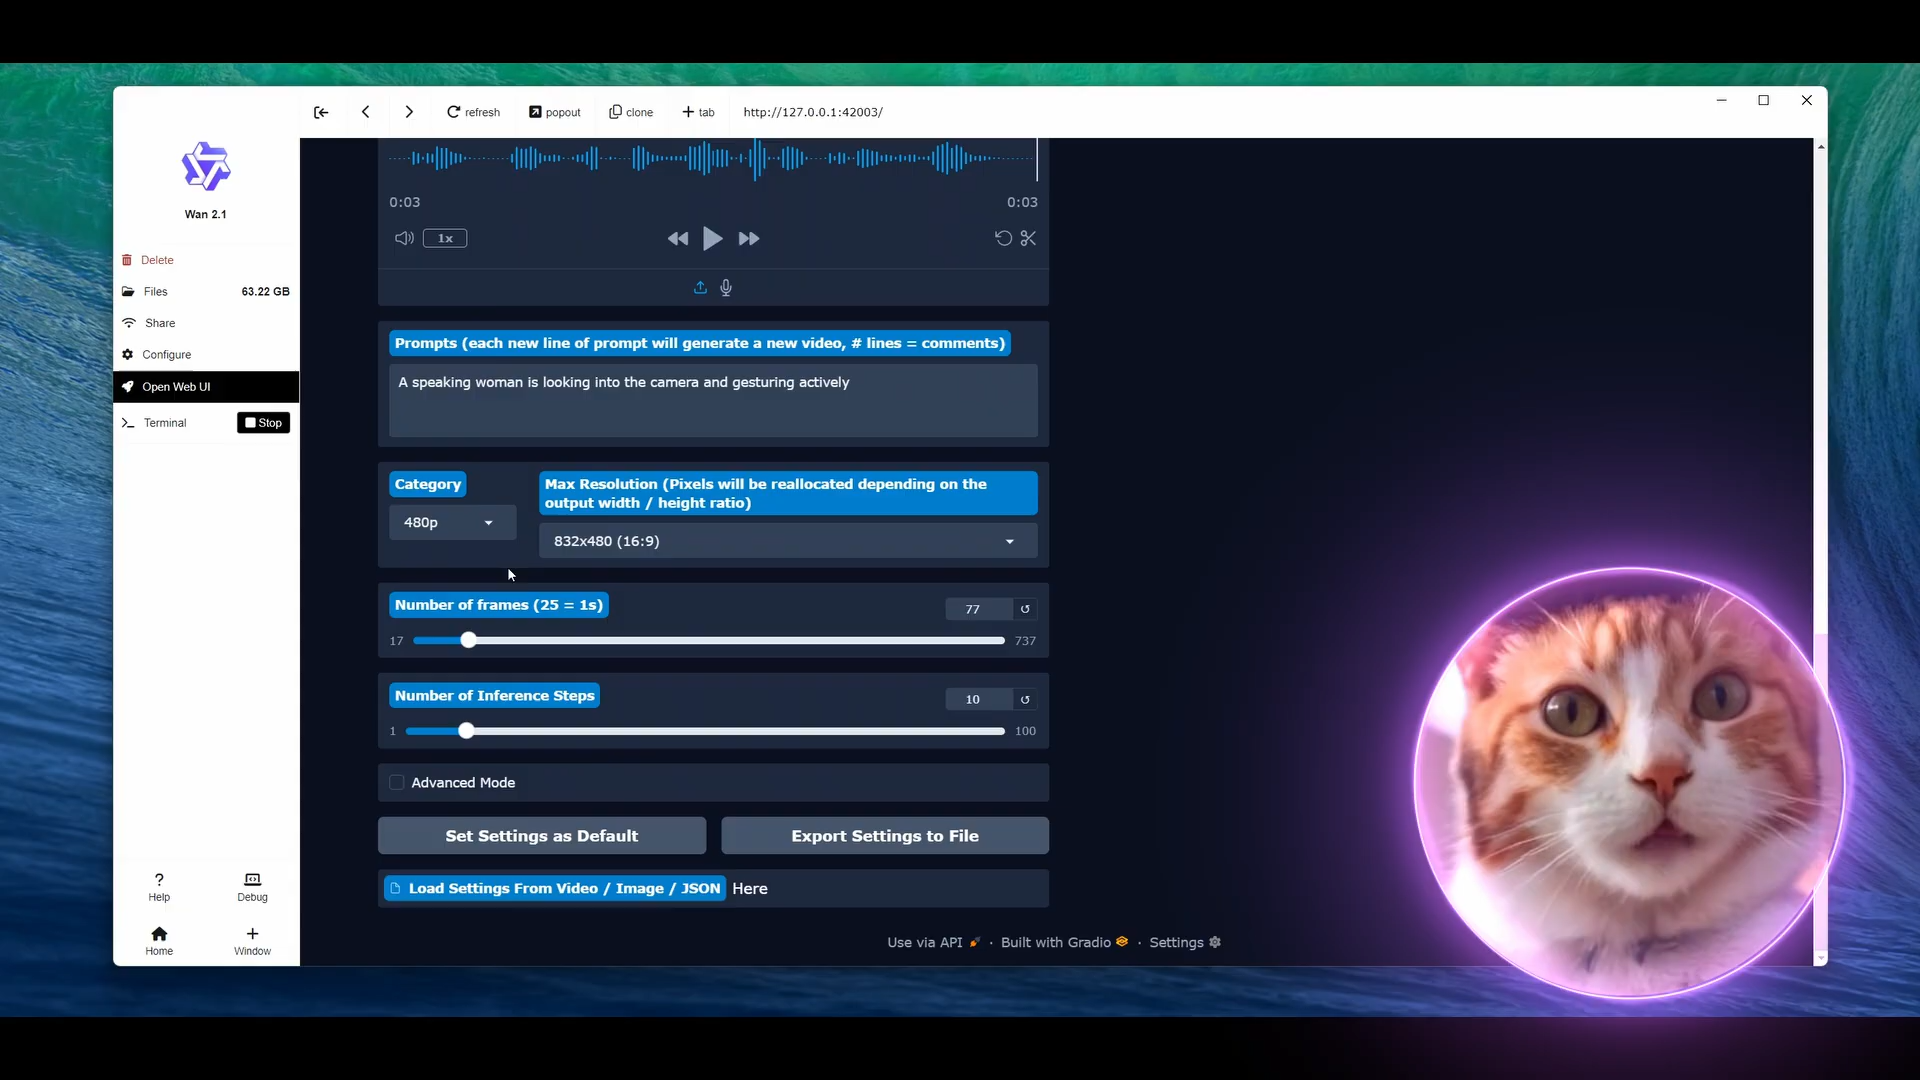 refresh
popout
clone
tab
http://127.0.0.1:42003/
Wan 2.1
Delete
Files 63.22 GB
Share
Configure
Open Web UI
Terminal Stop
Help
Debug
Home
Window
0:03 0:03
1x
Prompts (each new line of prompt will generate a new video, # lines = comments)
A speaking woman is looking into the camera and gesturing actively
Category
480p
Max Resolution (Pixels will be reallocated depending on the
output width / height ratio)
832x480 (16:9)
Number of frames (25 = 1s) 77
17 737
Number of Inference Steps 10
1 100
Advanced Mode
Set Settings as Default
Export Settings to File
Load Settings From Video / Image / JSON Here
Use via API · Built with Gradio · Settings